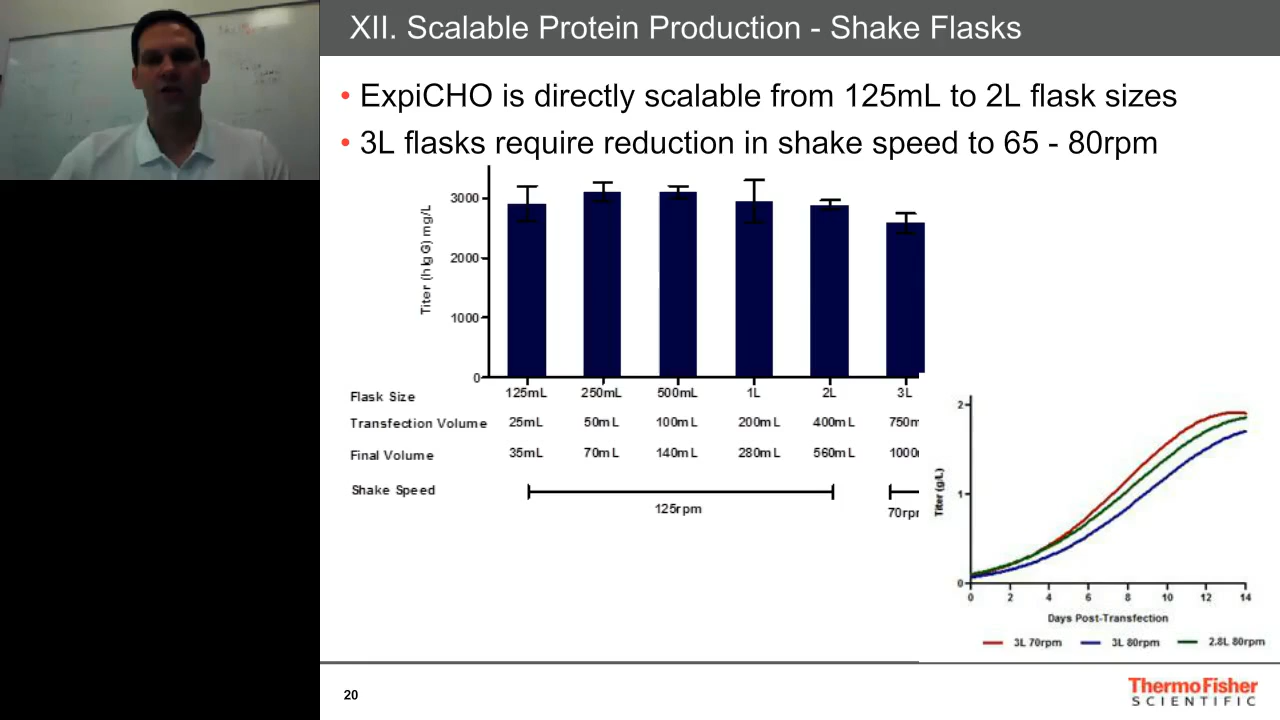 XII. Scalable Protein Production - Shake Flasks
• ExpiCHO is directly scalable from 125mL to 2L flask sizes
• 3L flasks require reduction in shake speed to 65 - 80rpm
Titer (hIgG) mg/L
3000
2000
1000
0
Flask Size 125mL 250mL 500mL 1L 2L 3L
Transfection Volume 25mL 50mL 100mL 200mL 400mL 750m
Final Volume 35mL 70mL 140mL 280mL 560mL 1000
Shake Speed
125rpm 70rp
Titer (g/L)
2
1
0
0 2 4 6 8 10 12 14
Days Post-Transfection
3L 70rpm 3L 80rpm 2.8L 80rpm
20
ThermoFisher
SCIENTIFIC